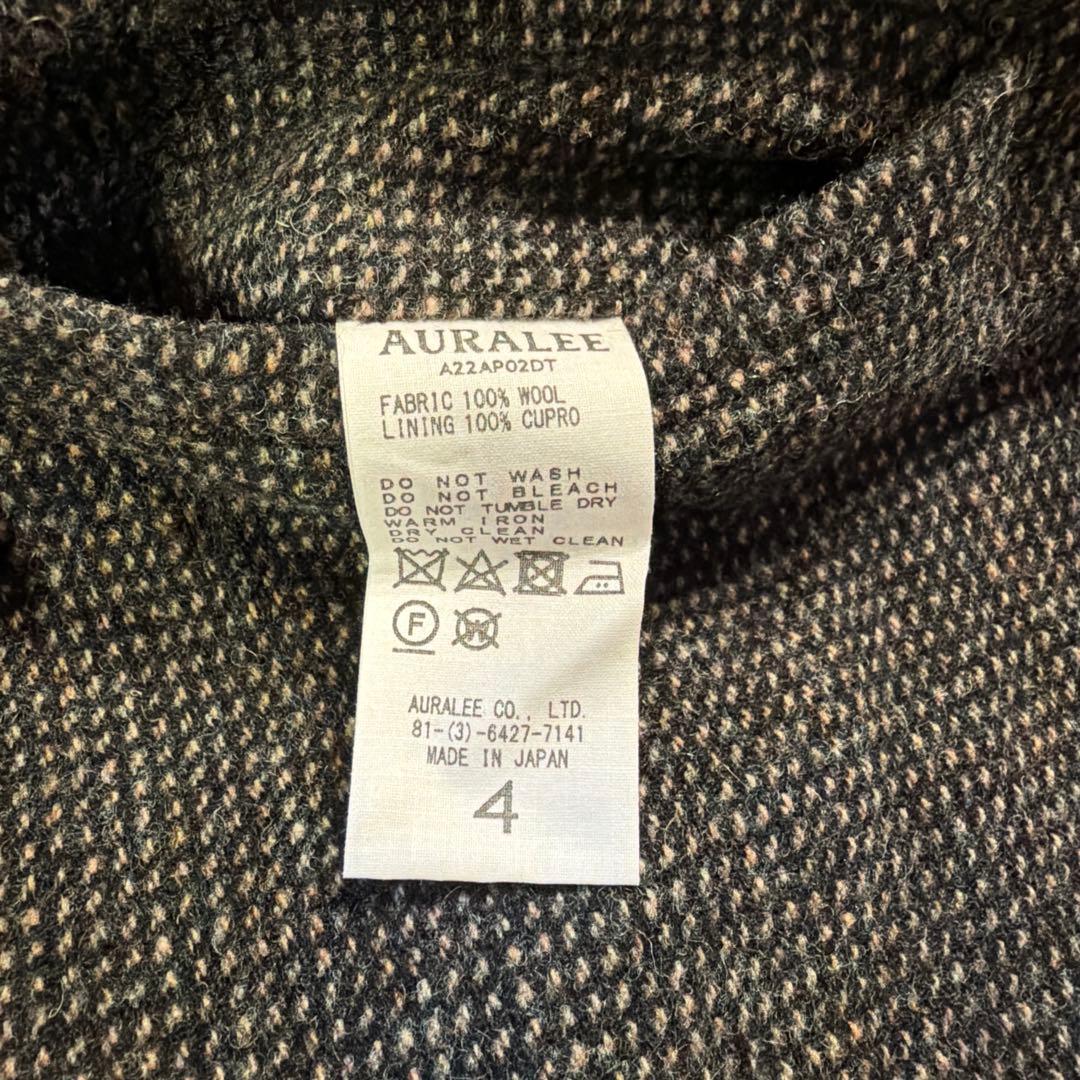 AURALEE
A22AP02DT
FABRIC 100% WOOL
LINING 100% CUPRO
DO NOT WASH
DO NOT BLEACH
DO NOT TUMBLE DRY
WARM IRON
DRY CLEAN
DO NOT WET CLEAN
F W
AURALEE CO., LTD.
81-(3)-6427-7141
MADE IN JAPAN
4